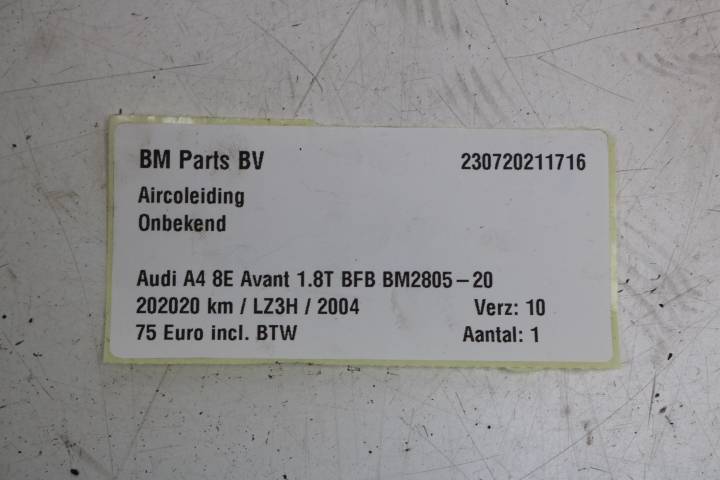 BM Parts BV 230720211716
Aircoleiding
Onbekend
Audi A4 8E Avant 1.8T BFB BM2805-20
202020 km / LZ3H / 2004 Verz: 10
75 Euro incl. BTW Aantal: 1